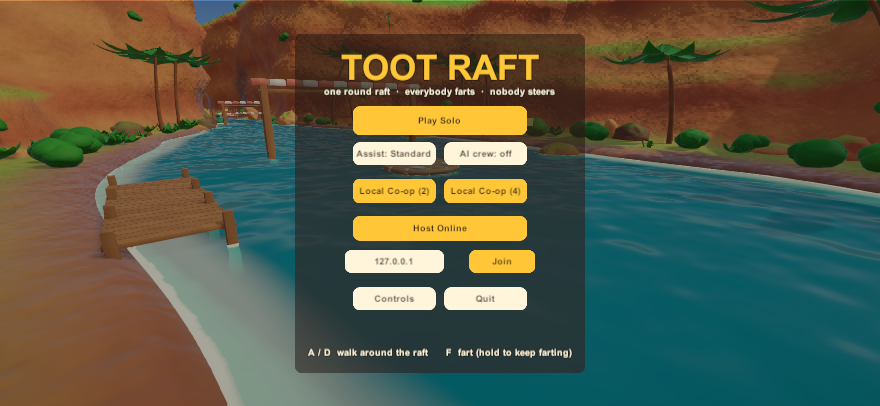 TOOT RAFT
one round raft · everybody farts · nobody steers
Play Solo
Assist: Standard AI crew: off
Local Co-op (2) Local Co-op (4)
Host Online
127.0.0.1 Join
Controls Quit
A / D walk around the raft F fart (hold to keep farting)